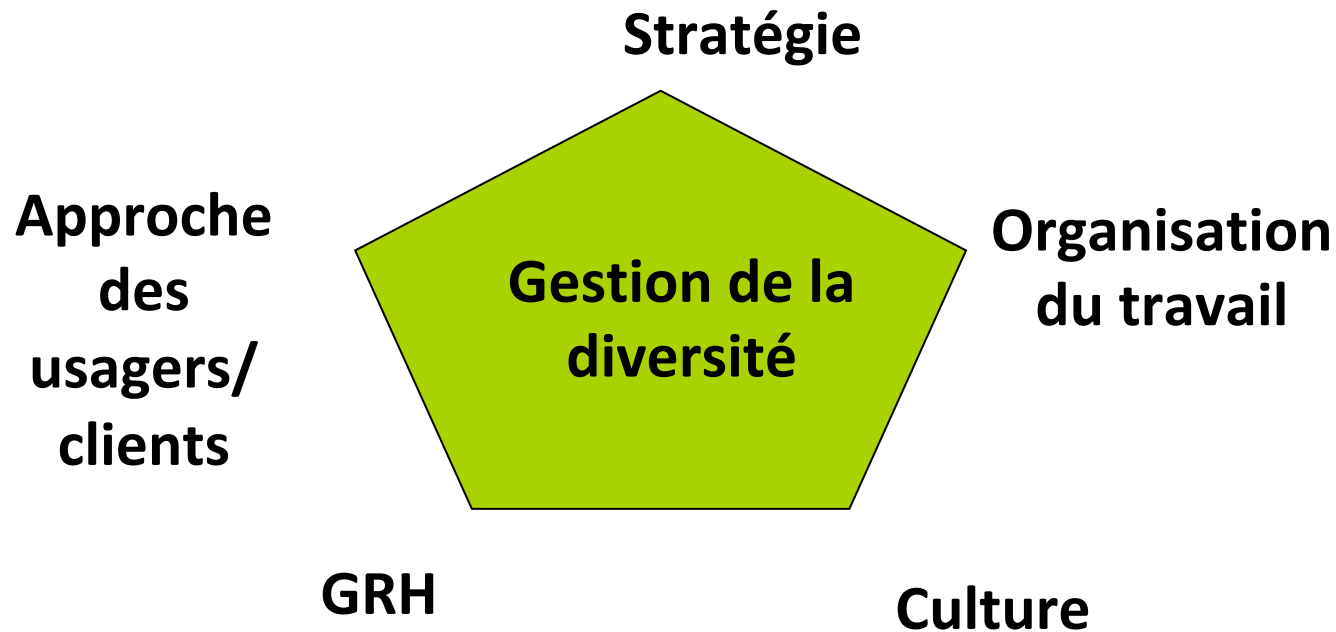 Stratégie
Approche
des
usagers/
clients
Gestion de la
diversité
Organisation
du travail
GRH
Culture